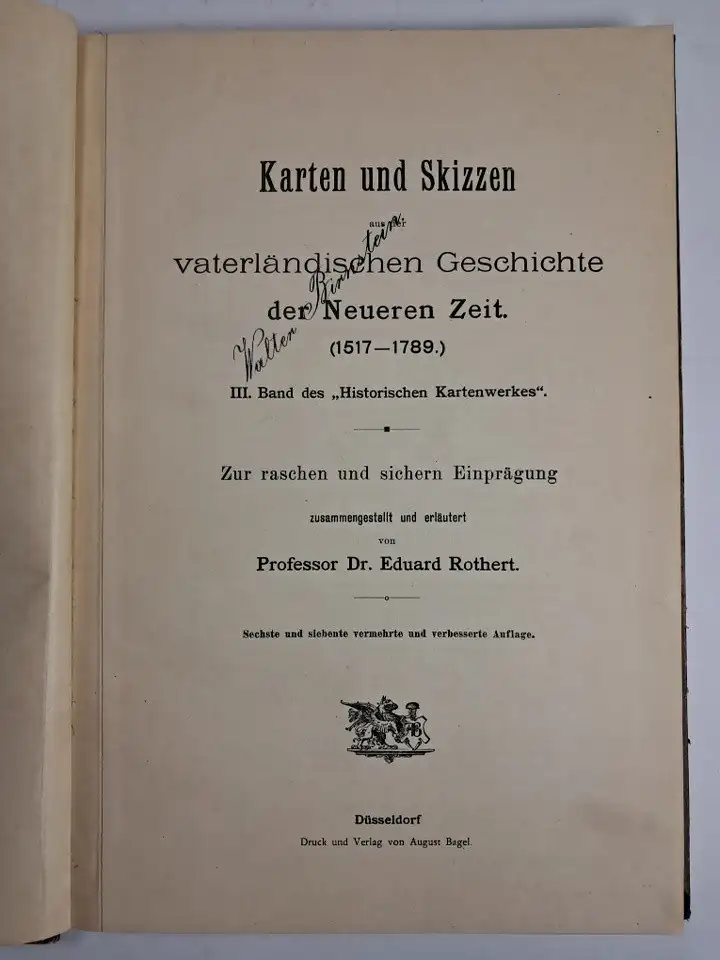 Karten und Skizzen
aus der
vaterländischen Geschichte
der Neueren Zeit.
(1517—1789.)
Walter Birnstein
III. Band des „Historischen Kartenwerkes“.
Zur raschen und sichern Einprägung
zusammengestellt und erläutert
von
Professor Dr. Eduard Rothert.
Sechste und siebente vermehrte und verbesserte Auflage.
Düsseldorf
Druck und Verlag von August Bagel.